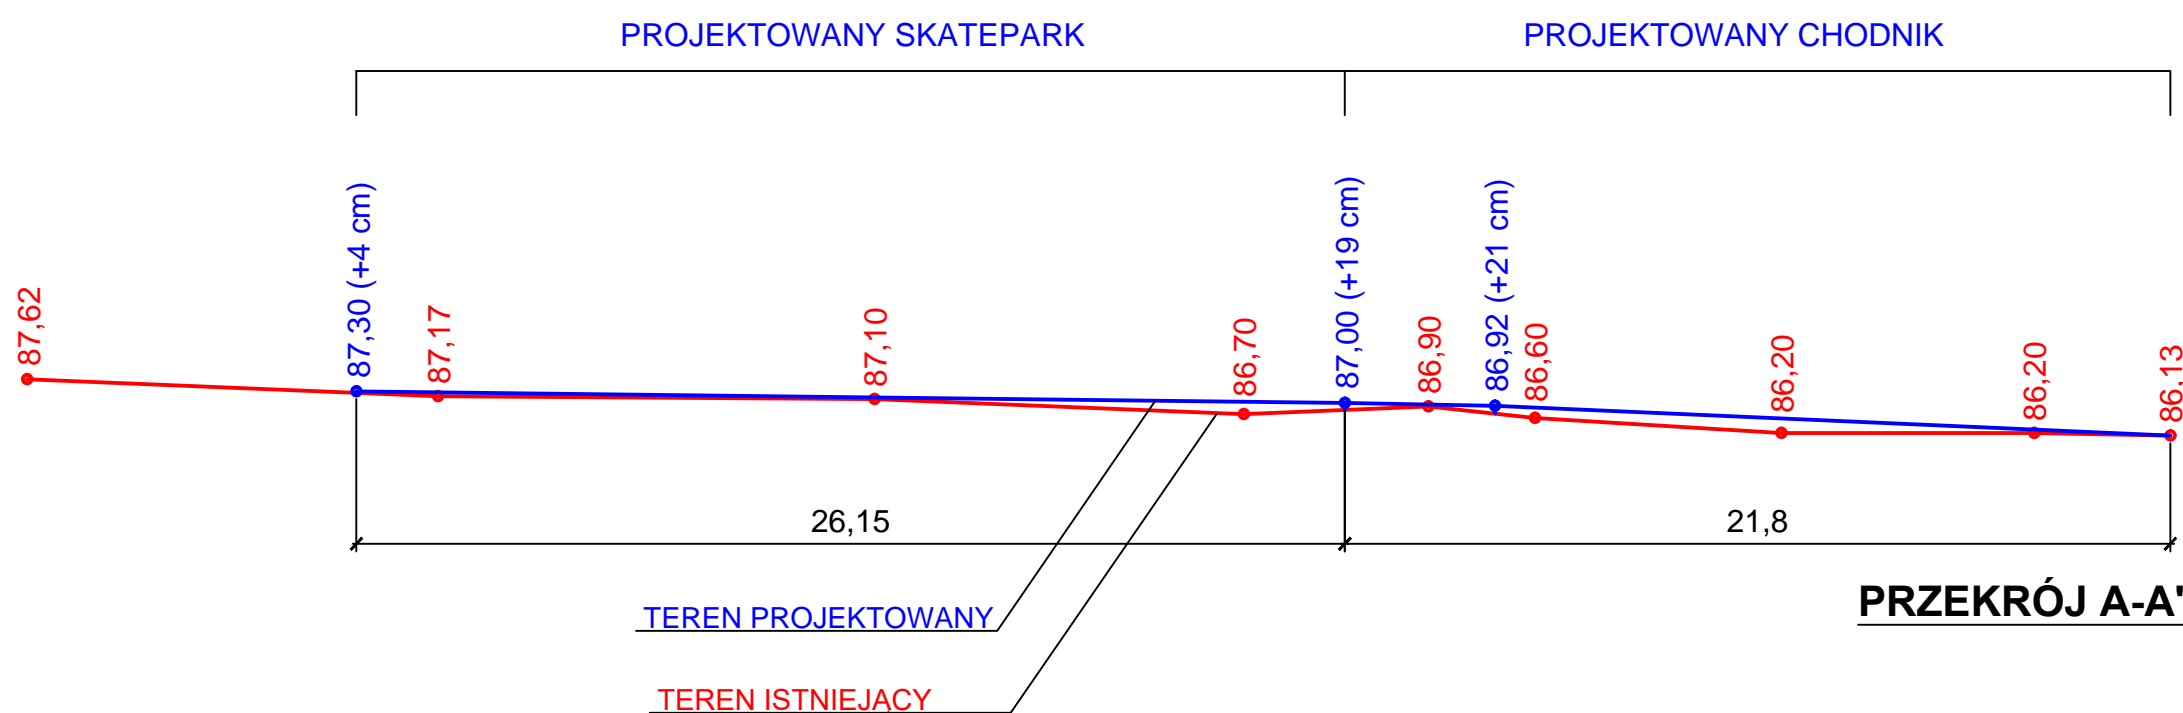 PROJEKTOWANY SKATEPARK
PROJEKTOWANY CHODNIK
87,62
87,30 (+4 cm)
87,17
87,10
86,70
87,00 (+19 cm)
86,90
86,92 (+21 cm)
86,60
86,20
86,20
86,13
26,15
21,8
PRZEKRÓJ A-A'
TEREN PROJEKTOWANY
TEREN ISTNIEJĄCY